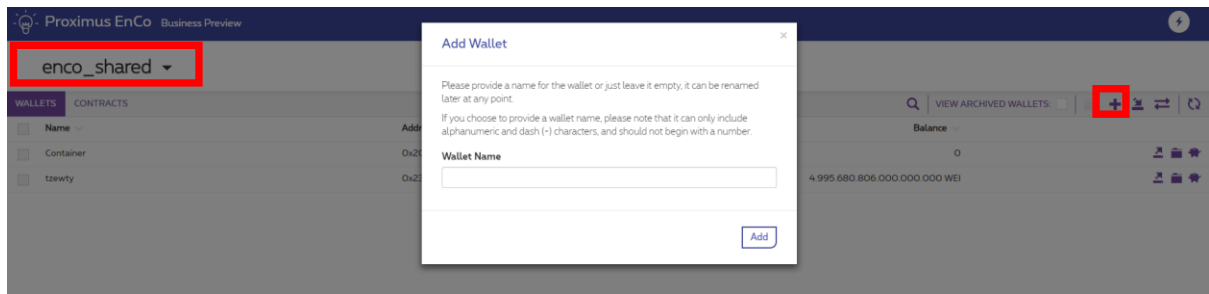 Proximus EnCo Business Preview
enco_shared
WALLETS CONTRACTS
VIEW ARCHIVED WALLETS:
Name Addr Balance
Container 0x20 0
tzewty 0x23 4.995.680.806.000.000.000 WEI
Add Wallet
×
Please provide a name for the wallet or just leave it empty, it can be renamed
later at any point.
If you choose to provide a wallet name, please note that it can only include
alphanumeric and dash (-) characters, and should not begin with a number.
Wallet Name
Add